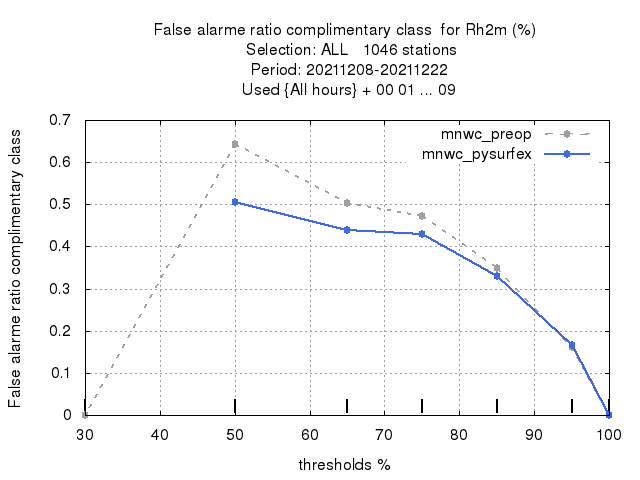 False alarme ratio complimentary class  for Rh2m (%)
Selection: ALL   1046 stations
Period: 20211208-20211222
Used {All hours} + 00 01 ... 09
mnwc_preop
mnwc_pysurfex
False alarme ratio complimentary class
0.7
0.6
0.5
0.4
0.3
0.2
0.1
0
30 40 50 60 70 80 90 100
thresholds %